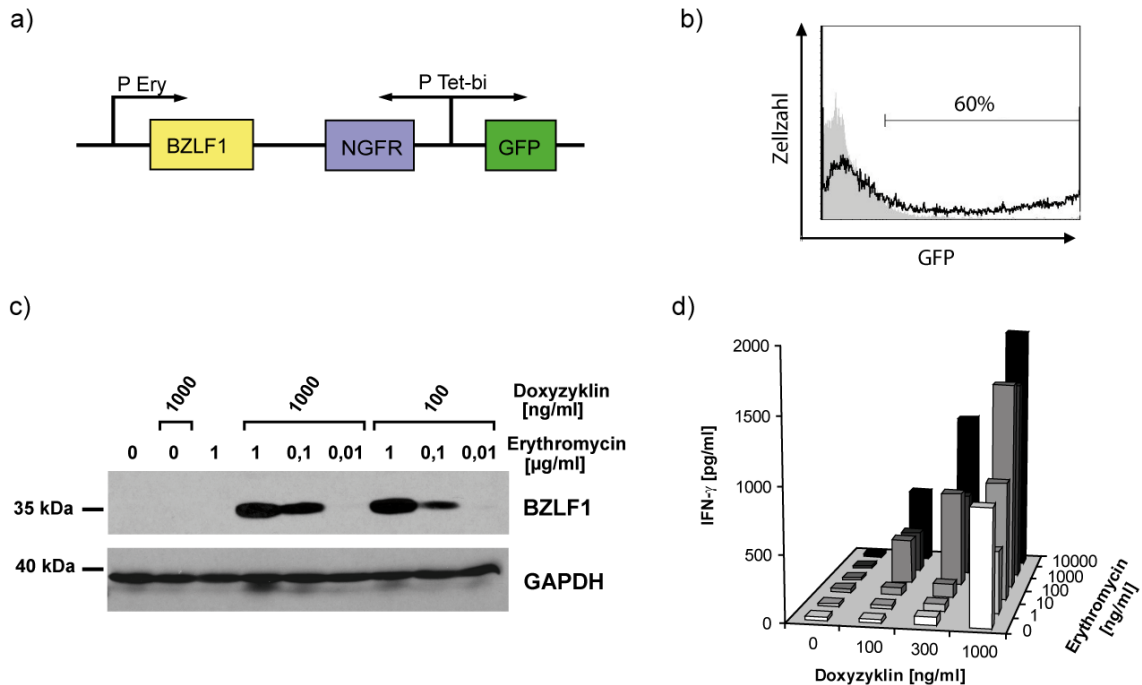 a)
P Ery
P Tet-bi
BZLF1
NGFR
GFP
b)
60%
Zellzahl
GFP
c)
1000
1000
100
Doxyzyklin
[ng/ml]
0
0
1
1
0,1
0,01
1
0,1
0,01
Erythromycin
[µg/ml]
35 kDa
BZLF1
40 kDa
GAPDH
d)
2000
1500
1000
500
0
IFN-γ [pg/ml]
0
100
300
1000
Doxyzyklin [ng/ml]
10000
1000
100
10
1
0
Erythromycin
[ng/ml]